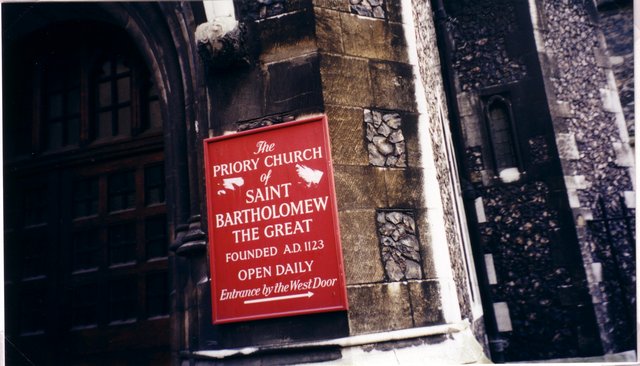 The
PRIORY CHURCH
of
SAINT
BARTHOLOMEW
THE GREAT
FOUNDED A.D. 1123
OPEN DAILY
Entrance by the West Door